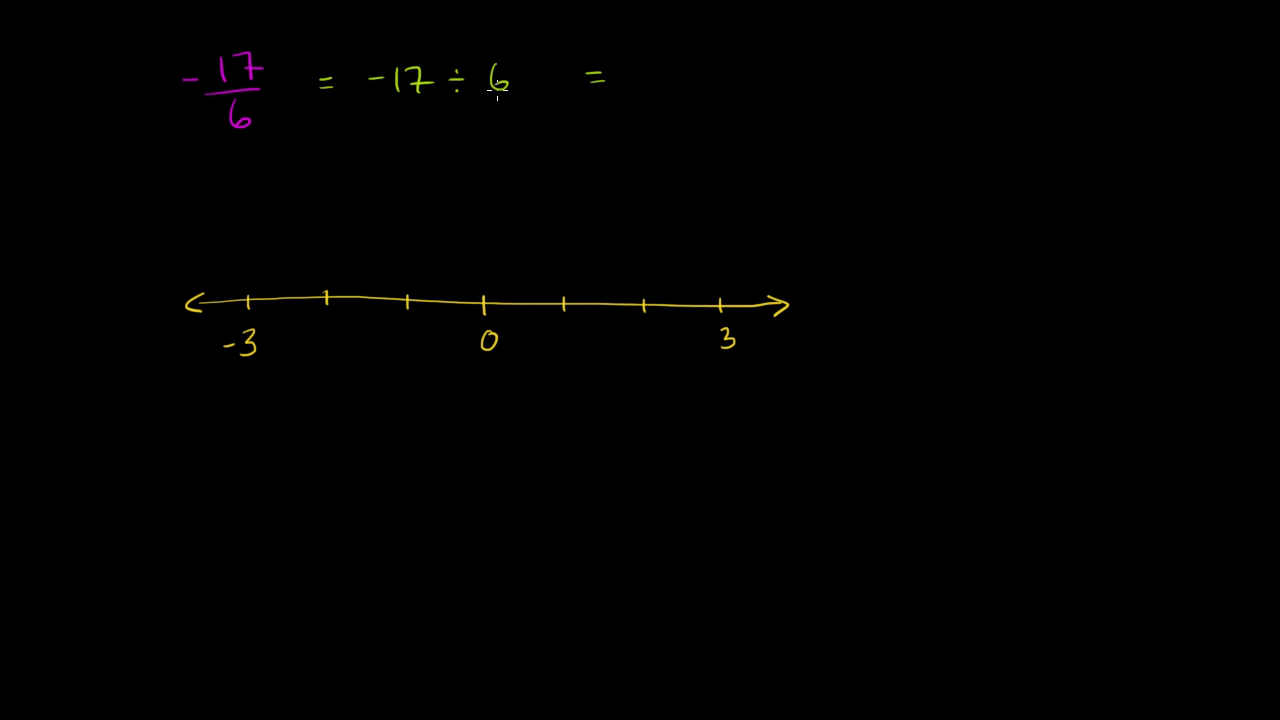 -17/6 = -17 ÷ 6 =
-3 0 3